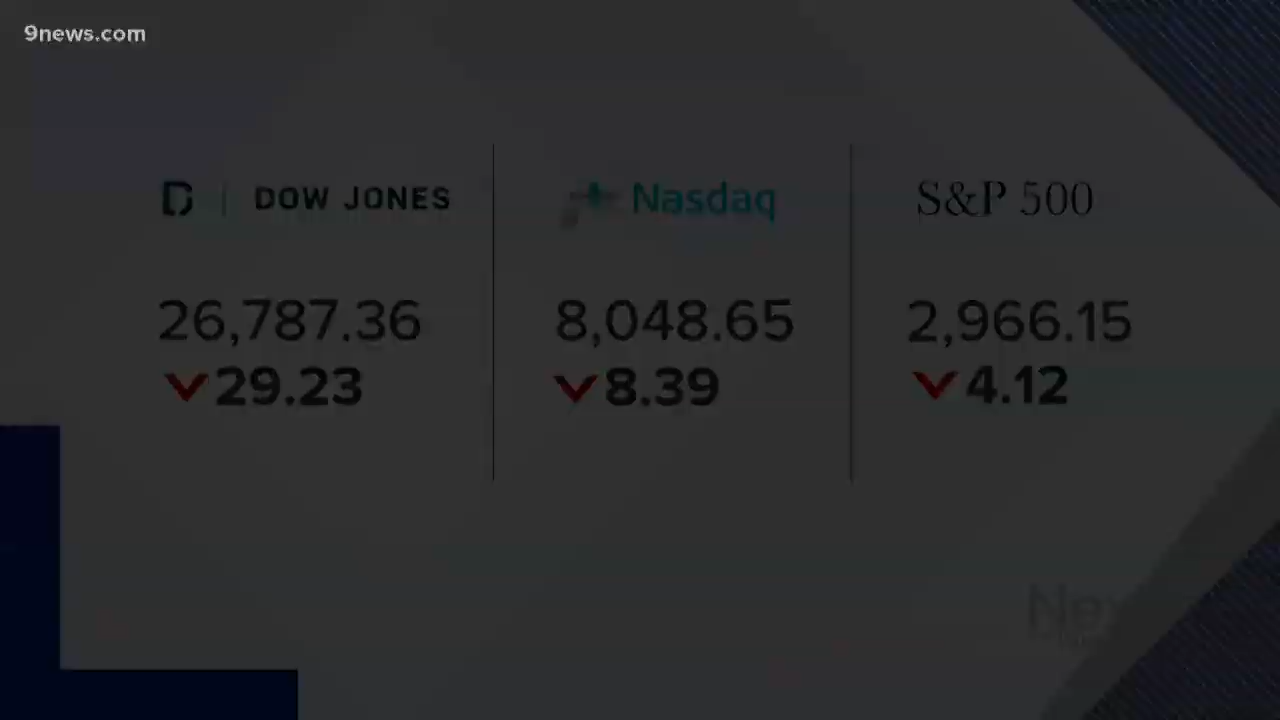 9news.com
DOW JONES
26,787.36
29.23
Nasdaq
8,048.65
8.39
S&P 500
2,966.15
4.12